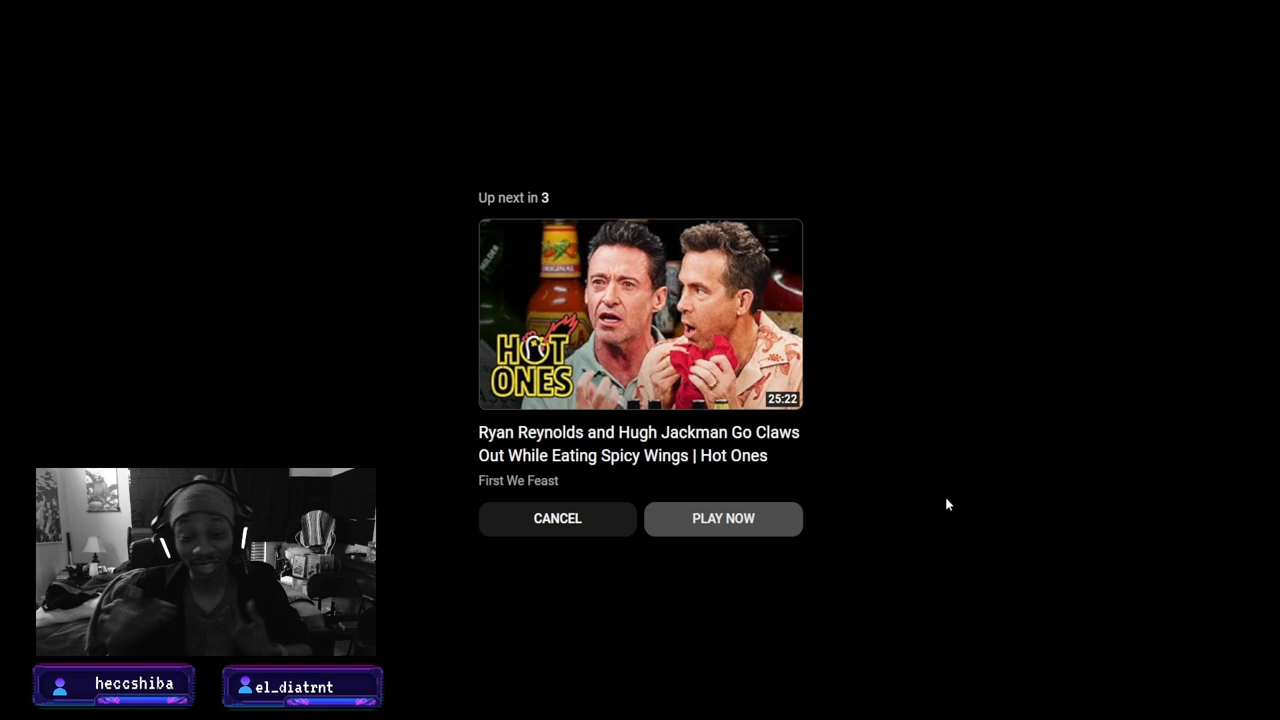 Up next in 3
ORIGINAL
HOT
ONES
25:22
Ryan Reynolds and Hugh Jackman Go Claws
Out While Eating Spicy Wings | Hot Ones
First We Feast
CANCEL
PLAY NOW
heccshiba
el_diatrnt